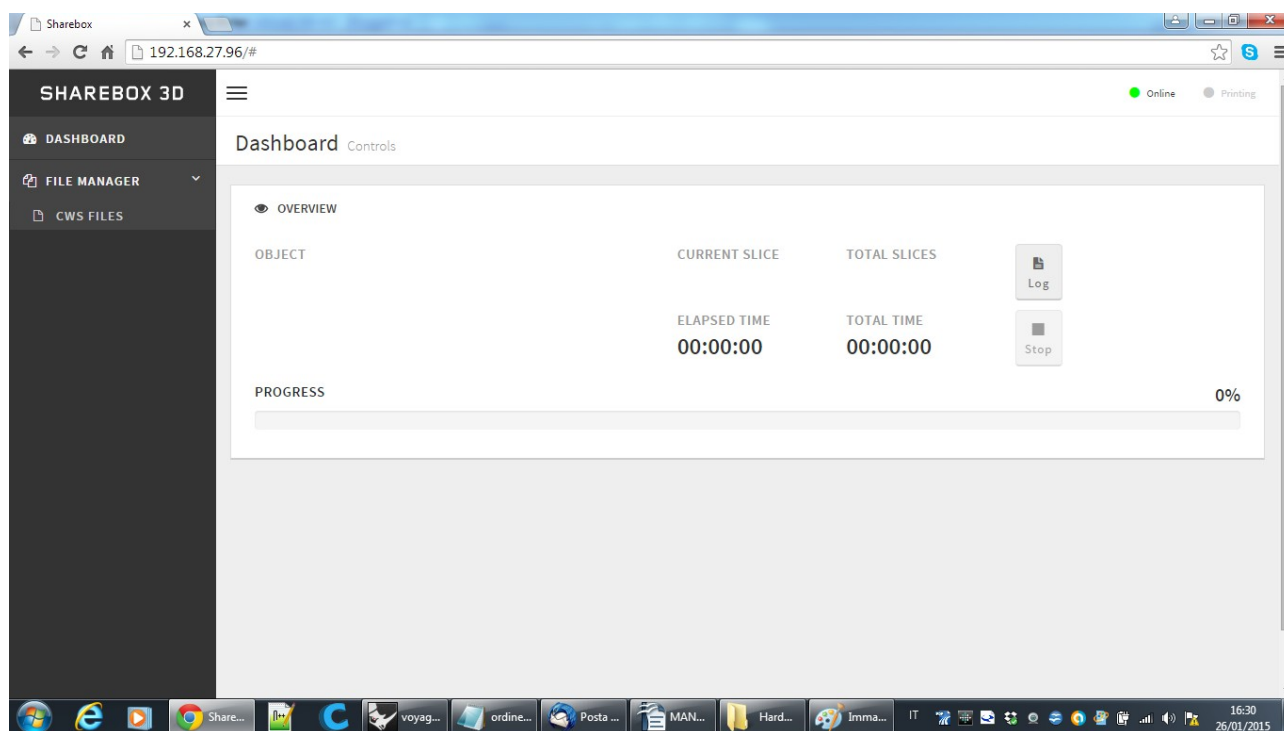 Sharebox
192.168.27.96/#
SHAREBOX 3D
Online
Printing
DASHBOARD
Dashboard Controls
FILE MANAGER
CWS FILES
OVERVIEW
OBJECT
CURRENT SLICE
TOTAL SLICES
Log
ELAPSED TIME
TOTAL TIME
00:00:00
00:00:00
Stop
PROGRESS
0%
Share...
voyag...
ordine...
Posta ...
MAN...
Hard...
Imma...
IT
16:30
26/01/2015